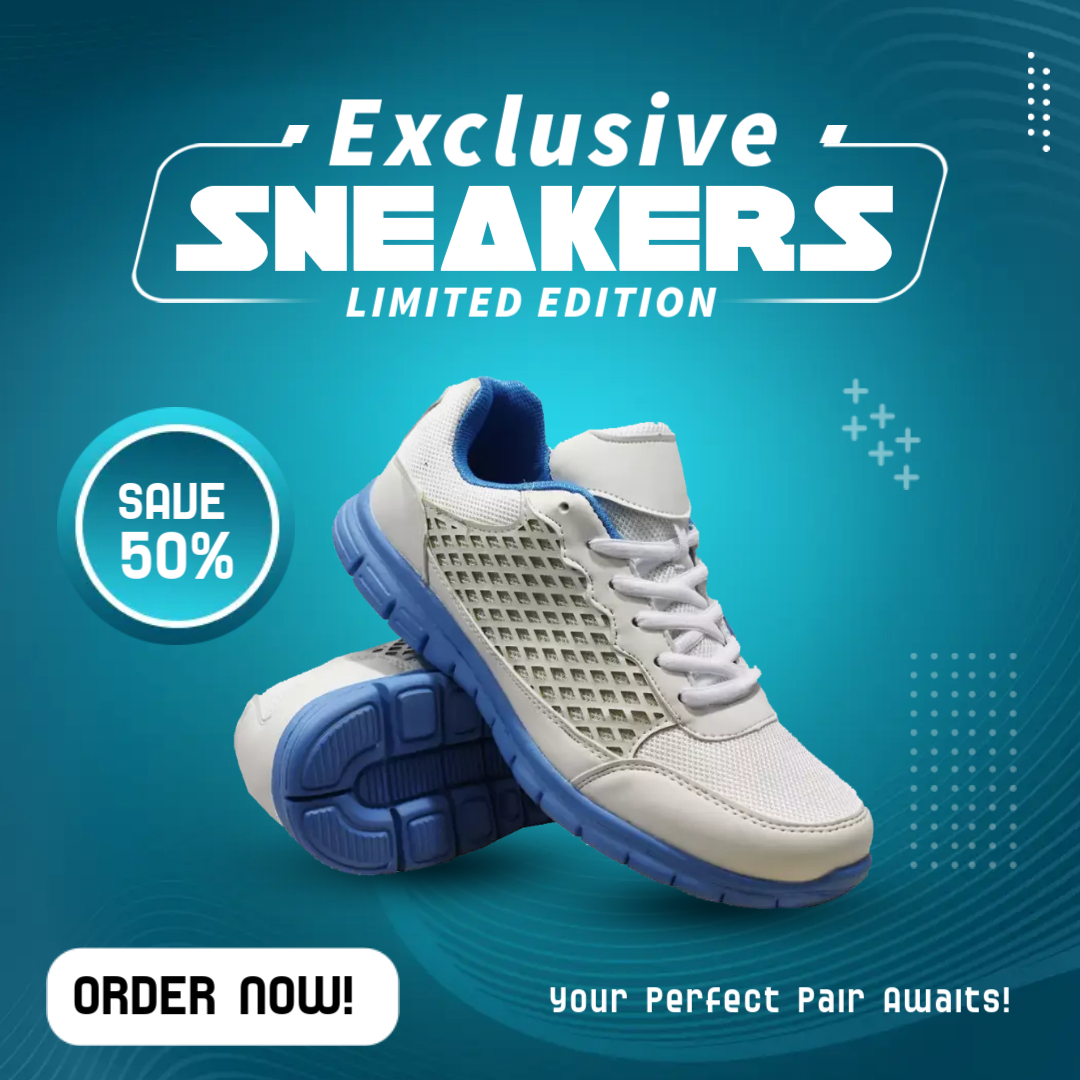 Exclusive
SNEAKERS
LIMITED EDITION
SAVE
50%
ORDER NOW!
Your Perfect Pair Awaits!